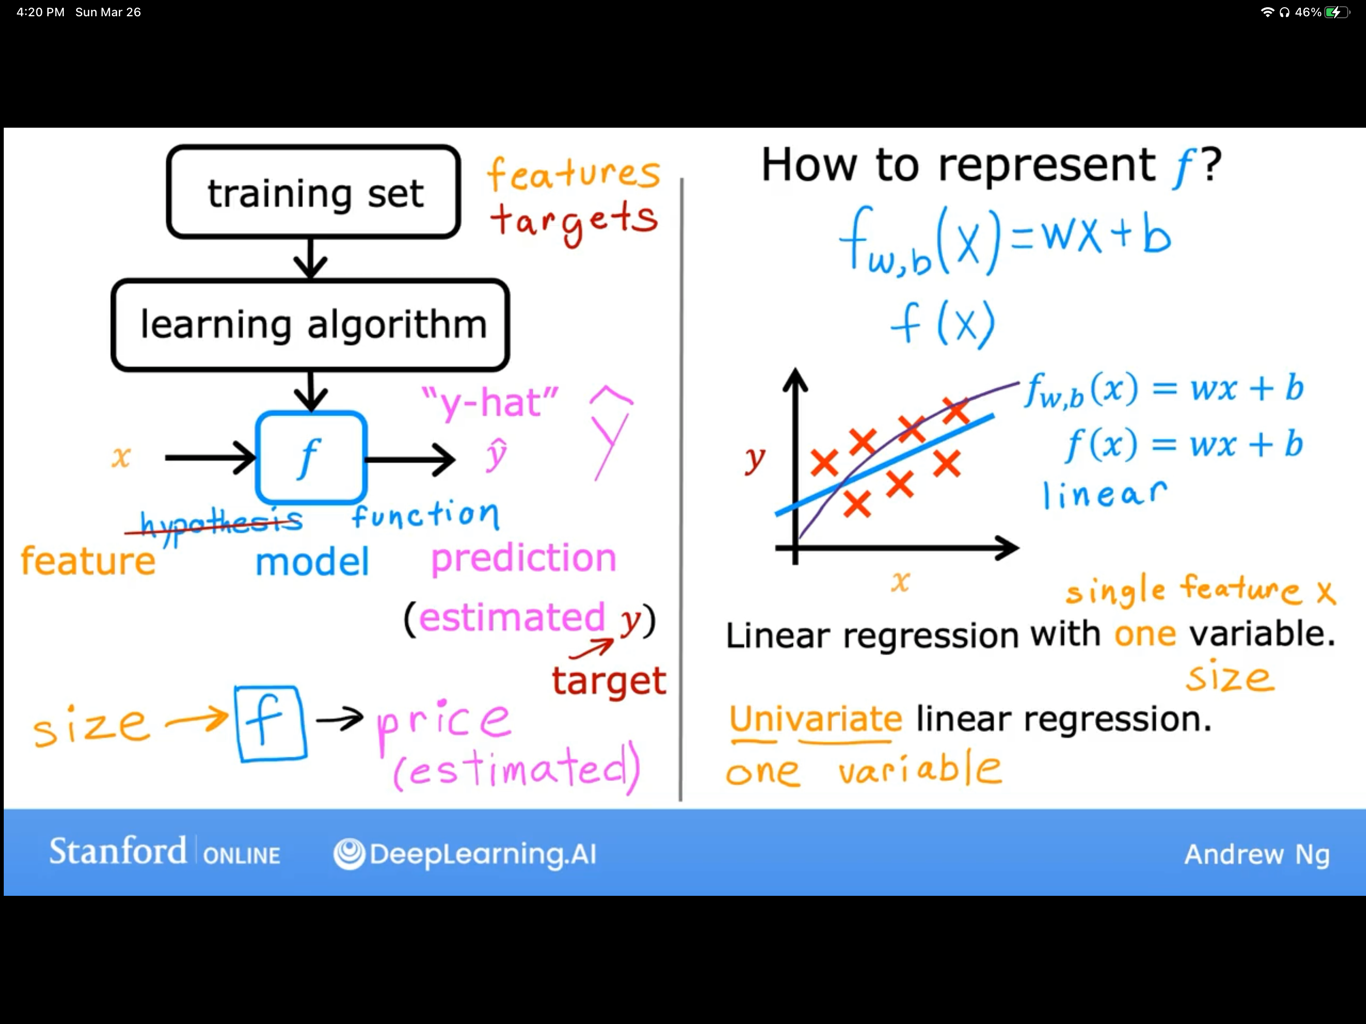 4:20 PM Sun Mar 26
46%
training set
features
targets
learning algorithm
"y-hat"
x
f
ŷ
ŷ
hypothesis function
feature model prediction
(estimated y)
target
size → f → price
(estimated)
How to represent f?
f_{w,b}(x) = wx + b
f(x)
f_{w,b}(x) = wx + b
f(x) = wx + b
linear
y
x
single feature x
Linear regression with one variable.
size
Univariate linear regression.
one variable
Stanford ONLINE DeepLearning.AI Andrew Ng